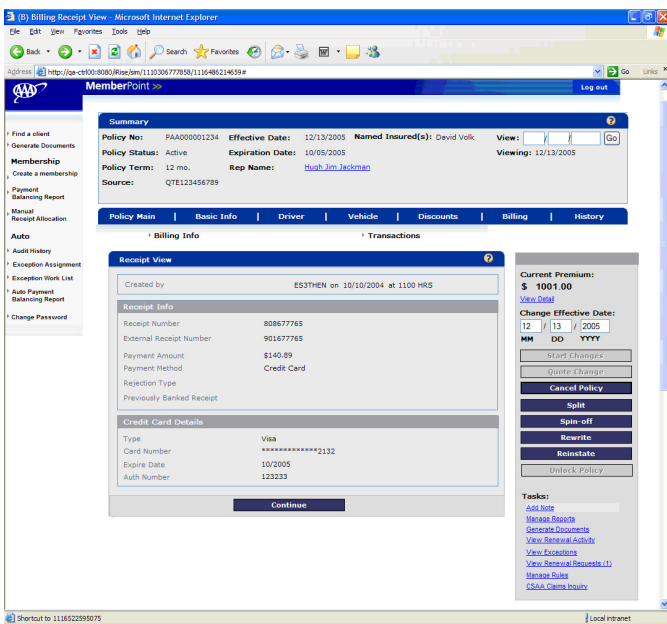 (B) Billing Receipt View - Microsoft Internet Explorer
File Edit View Favorites Tools Help
Back Search Favorites
Address http://qa-ctrl00:8080/iRise/sim/1110306777858/1116486214659# Go Links
AAA MemberPoint >> Log out
Find a client
Generate Documents
Membership
Create a membership
Payment
Balancing Report
Manual
Receipt Allocation
Auto
Audit History
Exception Assignment
Exception Work List
Auto Payment
Balancing Report
Change Password
Summary ?
Policy No: PAA000001234 Effective Date: 12/13/2005 Named Insured(s): David Volk View: / / Go
Policy Status: Active Expiration Date: 10/05/2005 Viewing: 12/13/2005
Policy Term: 12 mo. Rep Name: Hugh Jim Jackman
Source: QTE123456789
Policy Main | Basic Info | Driver | Vehicle | Discounts | Billing | History
Billing Info Transactions
Receipt View ?
Created by ES3THEN on 10/10/2004 at 1100 HRS
Receipt Info
Receipt Number 808677765
External Receipt Number 901677765
Payment Amount $140.89
Payment Method Credit Card
Rejection Type
Previously Banked Receipt
Credit Card Details
Type Visa
Card Number *************2132
Expire Date 10/2005
Auth Number 123233
Continue
Current Premium:
$ 1001.00
View Detail
Change Effective Date:
12 / 13 / 2005
MM DD YYYY
Start Changes
Quote Change
Cancel Policy
Split
Spin-off
Rewrite
Reinstate
Unlock Policy
Tasks:
Add Note
Manage Reports
Generate Documents
View Renewal Activity
View Exceptions
View Renewal Requests (1)
Manage Rules
CSAA Claims Inquiry
Shortcut to 1116522595075 Local intranet